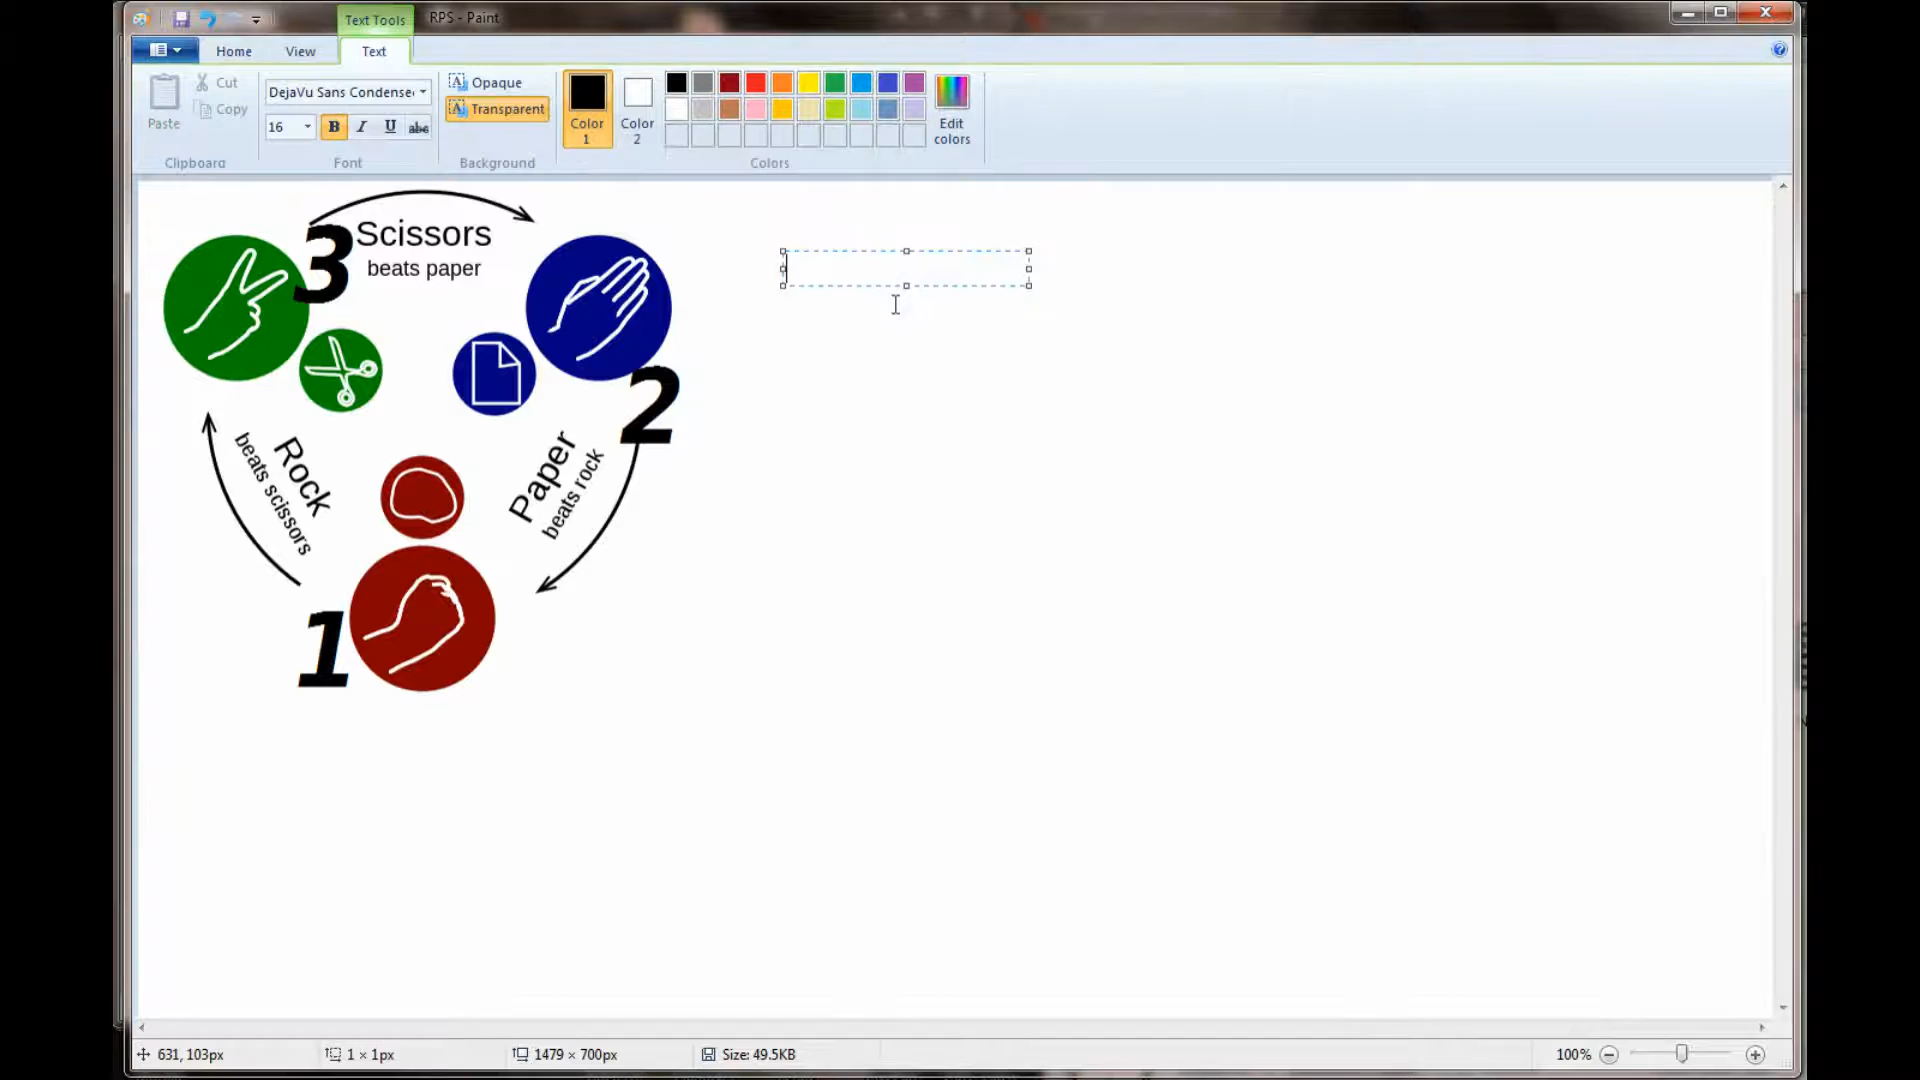 Text Tools
RPS - Paint
Home
View
Text
Paste
Cut
Copy
Clipboard
DejaVu Sans Condense
16
B
I
U
abc
Font
A Opaque
A Transparent
Background
Color 1
Color 2
Edit colors
Colors
3
Scissors
beats paper
2
Rock
beats scissors
Paper
beats rock
1
631, 103px
1 × 1px
1479 × 700px
Size: 49.5KB
100%